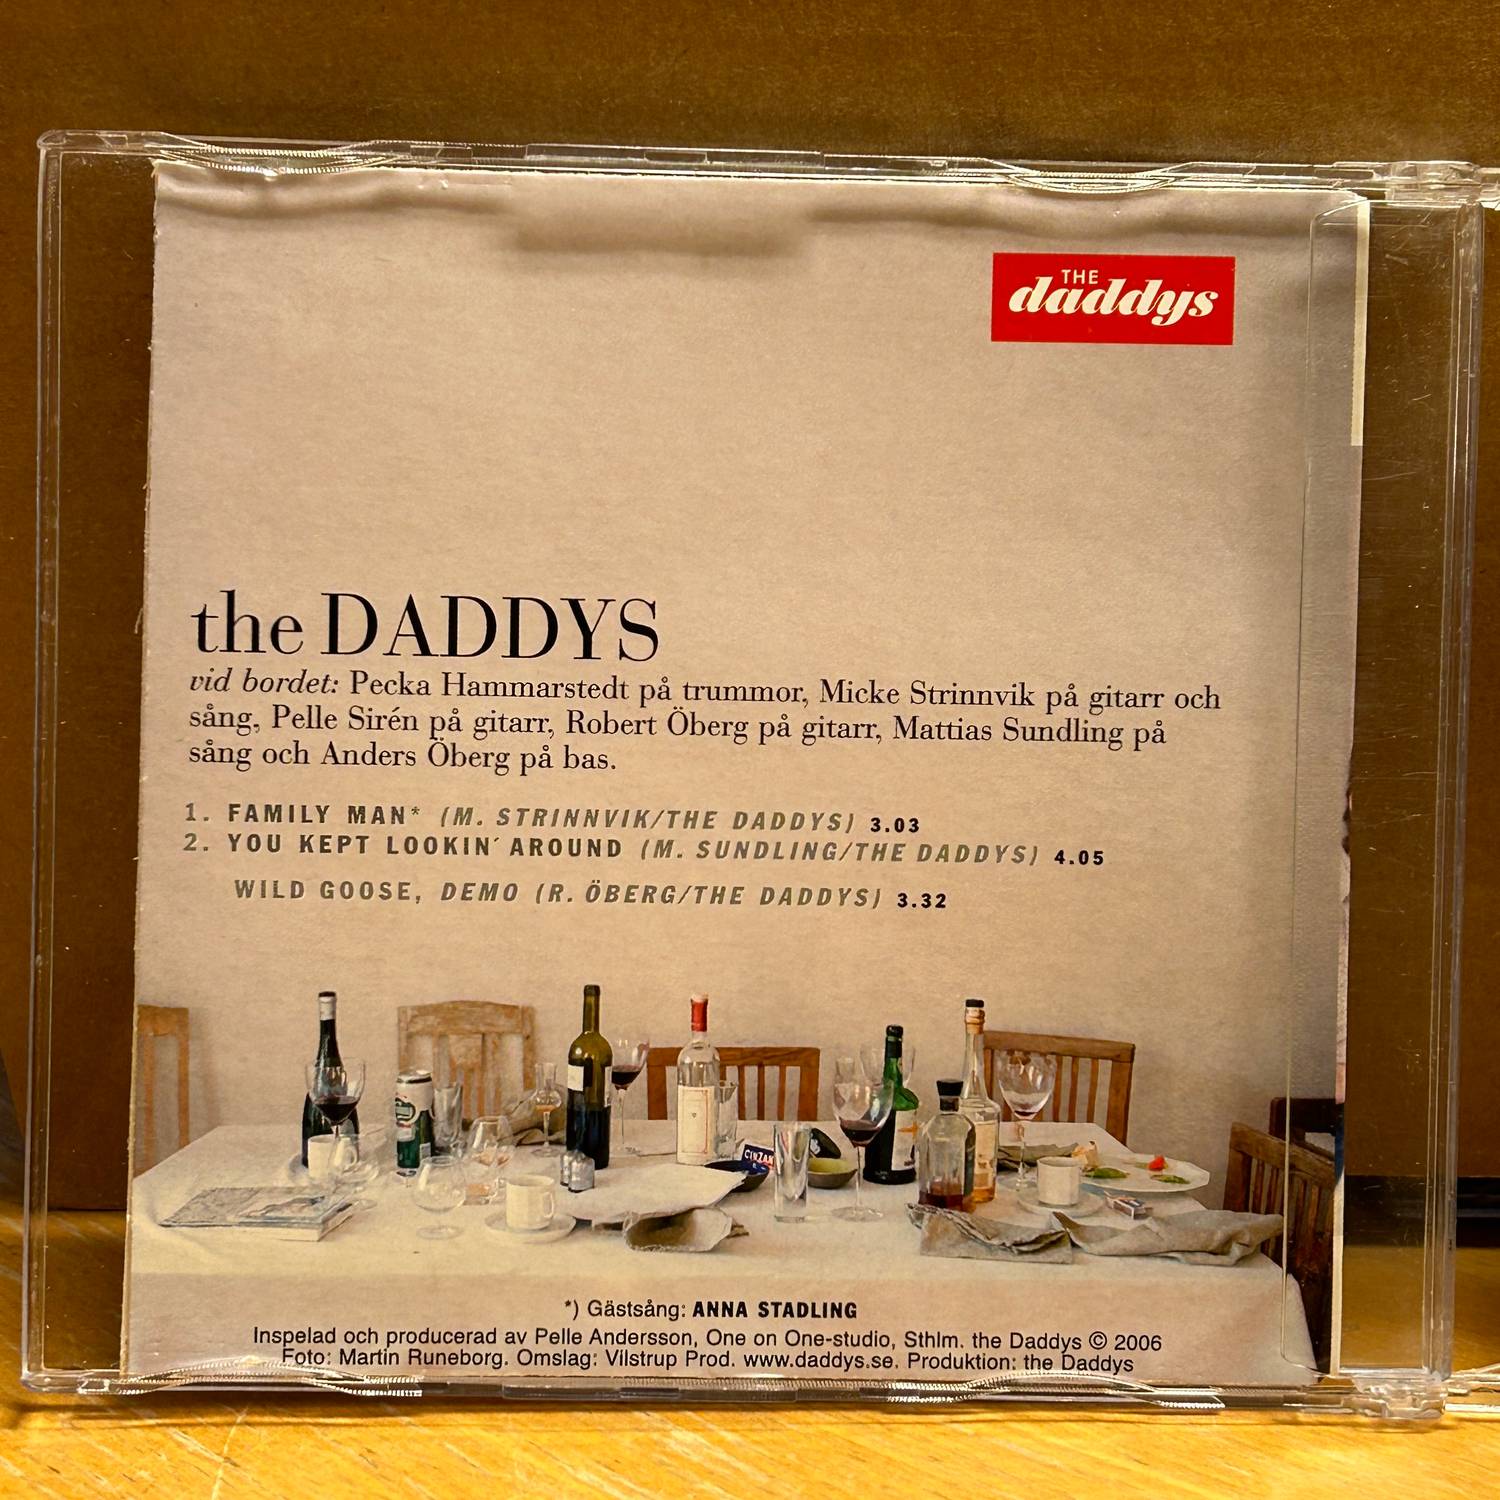 THE
daddys
the DADDYS
vid bordet: Pecka Hammarstedt på trummor, Micke Strinnvik på gitarr och
sång, Pelle Sirén på gitarr, Robert Öberg på gitarr, Mattias Sundling på
sång och Anders Öberg på bas.
1. FAMILY MAN* (M. STRINNVIK/THE DADDYS) 3.03
2. YOU KEPT LOOKIN´ AROUND (M. SUNDLING/THE DADDYS) 4.05
WILD GOOSE, DEMO (R. ÖBERG/THE DADDYS) 3.32
*) Gästsång: ANNA STADLING
Inspelad och producerad av Pelle Andersson, One on One-studio, Sthlm. the Daddys © 2006
Foto: Martin Runeborg. Omslag: Vilstrup Prod. www.daddys.se. Produktion: the Daddys